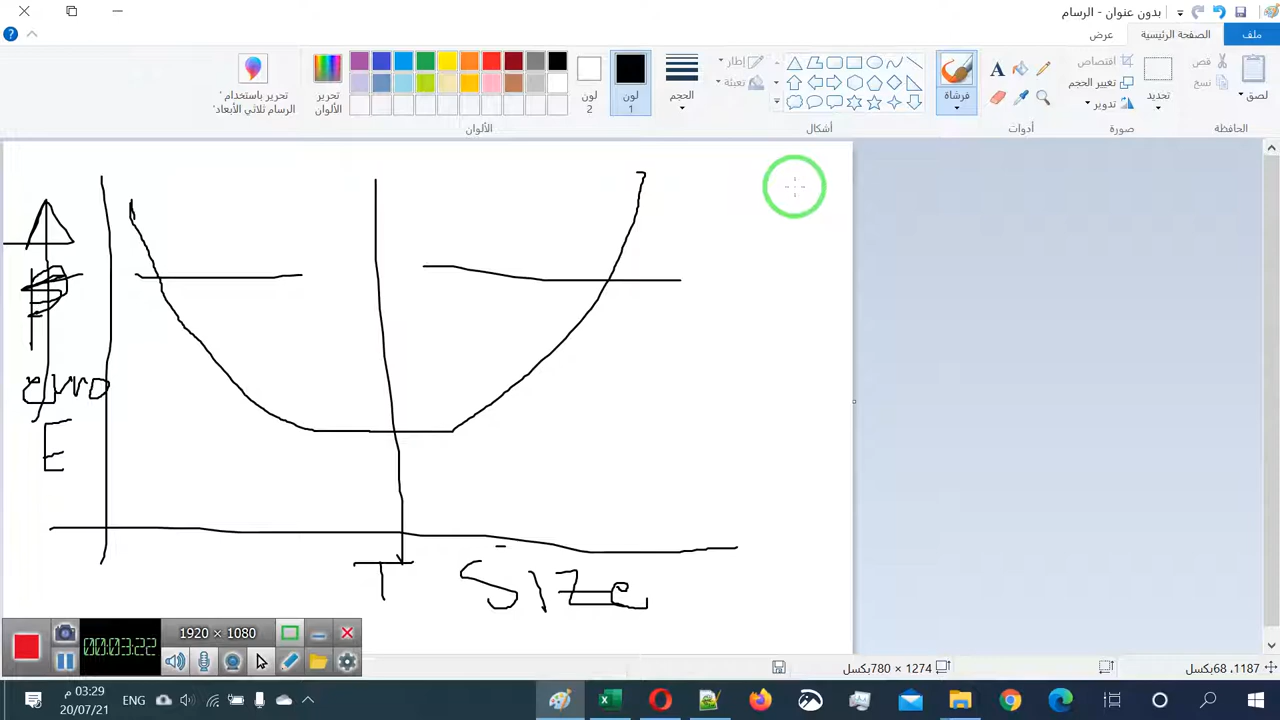 بدون عنوان - الرسام
ملف
الصفحة الرئيسية
عرض
لصق
قص
نسخ
الحافظة
تحديد
اقتصاص
تغيير الحجم
تدوير
صورة
أدوات
فرشاة
إطار
تعبئة
أشكال
الحجم
لون
1
لون
2
الألوان
تحرير
الألوان
تحرير باستخدام
الرسام ثلاثي الأبعاد
euro
E
T
Size
1920 × 1080
00:03:22
1274 × 780بكسل
1187, 68بكسل
03:29 م
20/07/21
ENG